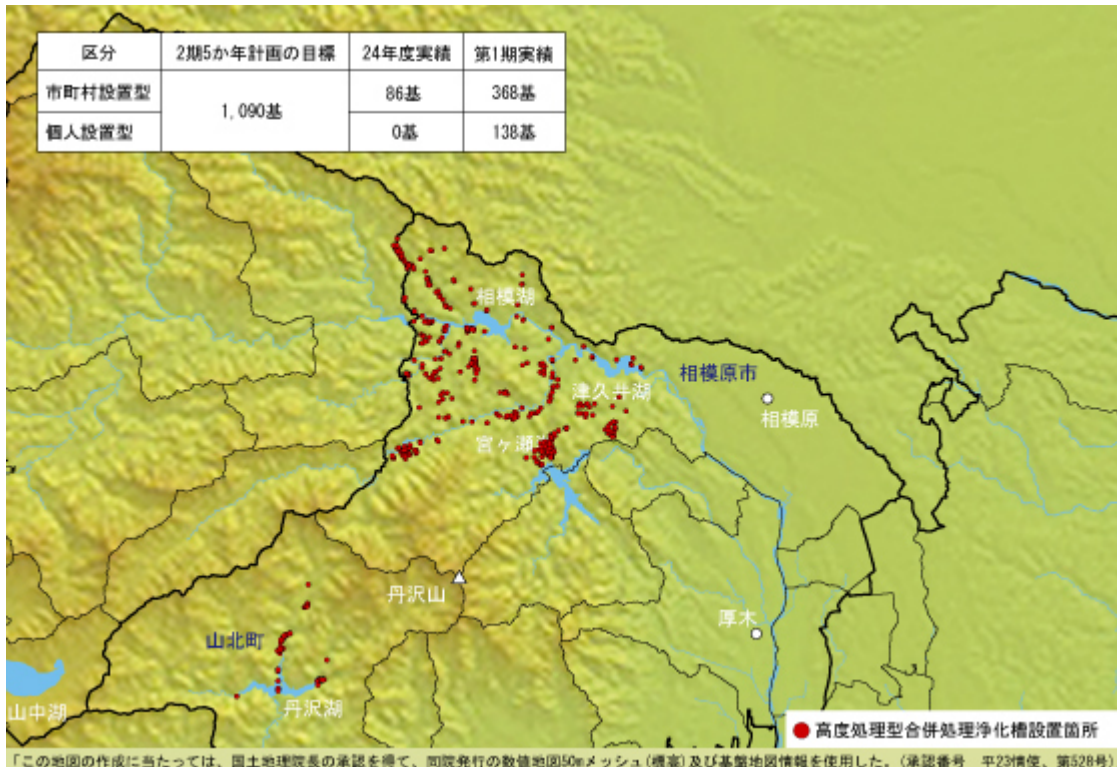 区分 2期5か年計画の目標 24年度実績 第1期実績
市町村設置型 1,090基 86基 368基
個人設置型 0基 138基
相模湖
相模原市
津久井湖
相模原
宮ヶ瀬
丹沢山
厚木
山北町
丹沢湖
山中湖
高度処理型合併処理浄化槽設置箇所
「この地図の作成に当たっては、国土地理院長の承認を得て、同院発行の数値地図50mメッシュ(標高)及び基盤地図情報を使用した。(承認番号 平23情使、第528号)